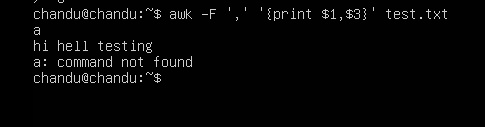 chandu@chandu:~$ awk -F ',' '{print $1,$3}' test.txt
a
hi hell testing
a: command not found
chandu@chandu:~$